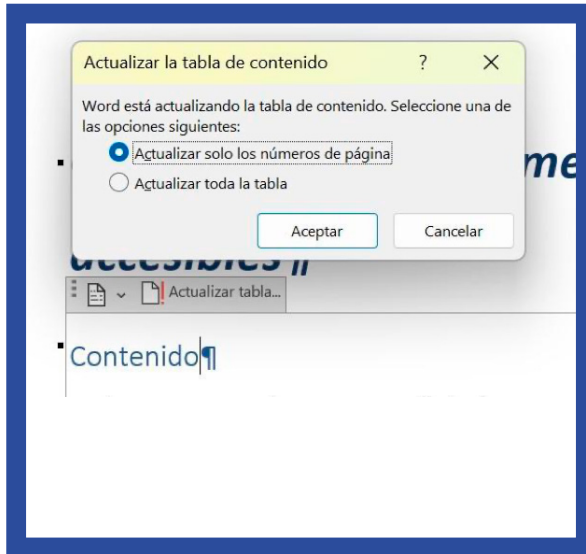 Actualizar la tabla de contenido ?
Word está actualizando la tabla de contenido. Seleccione una de
las opciones siguientes:
Actualizar solo los números de página
Actualizar toda la tabla
Aceptar Cancelar
me
accesibles¶
Actualizar tabla...
Contenido¶